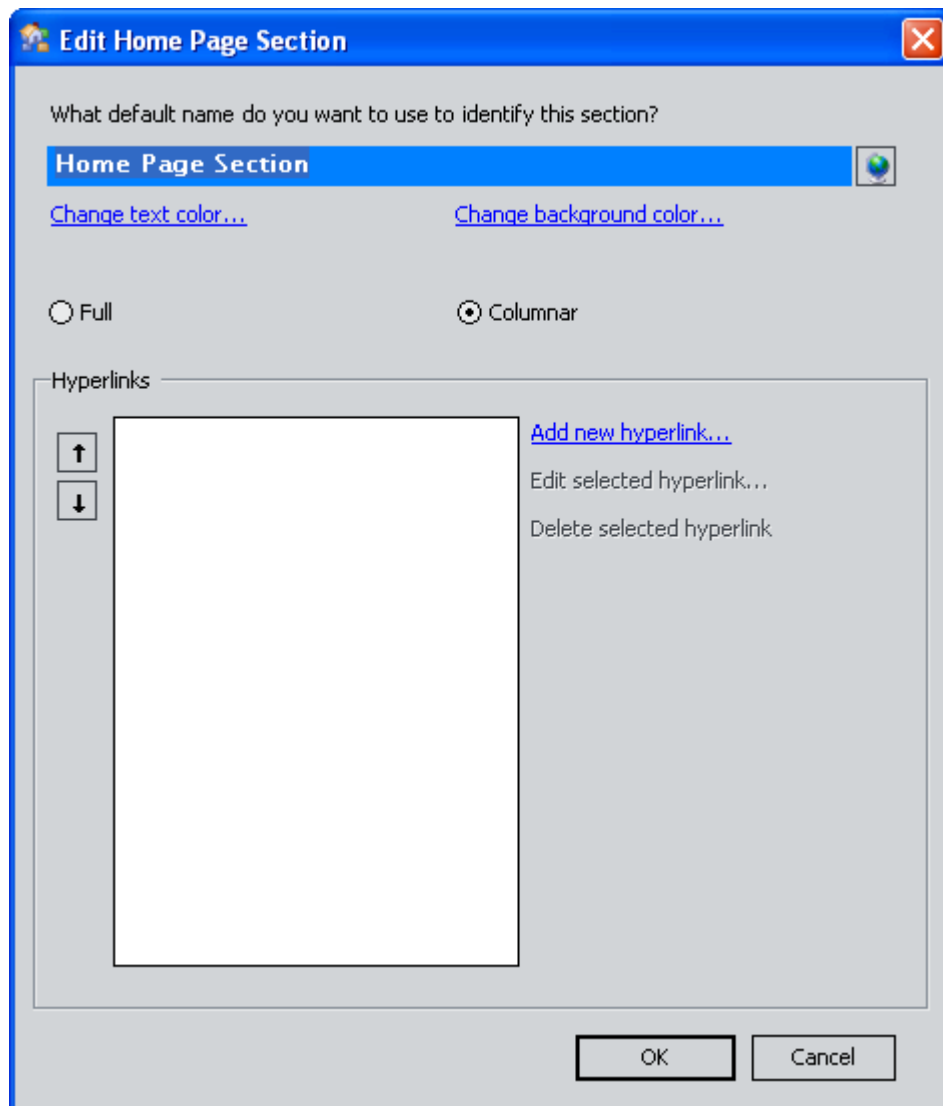 Edit Home Page Section
What default name do you want to use to identify this section?
Home Page Section
Change text color... Change background color...
Full Columnar
Hyperlinks
Add new hyperlink...
Edit selected hyperlink...
Delete selected hyperlink
OK Cancel